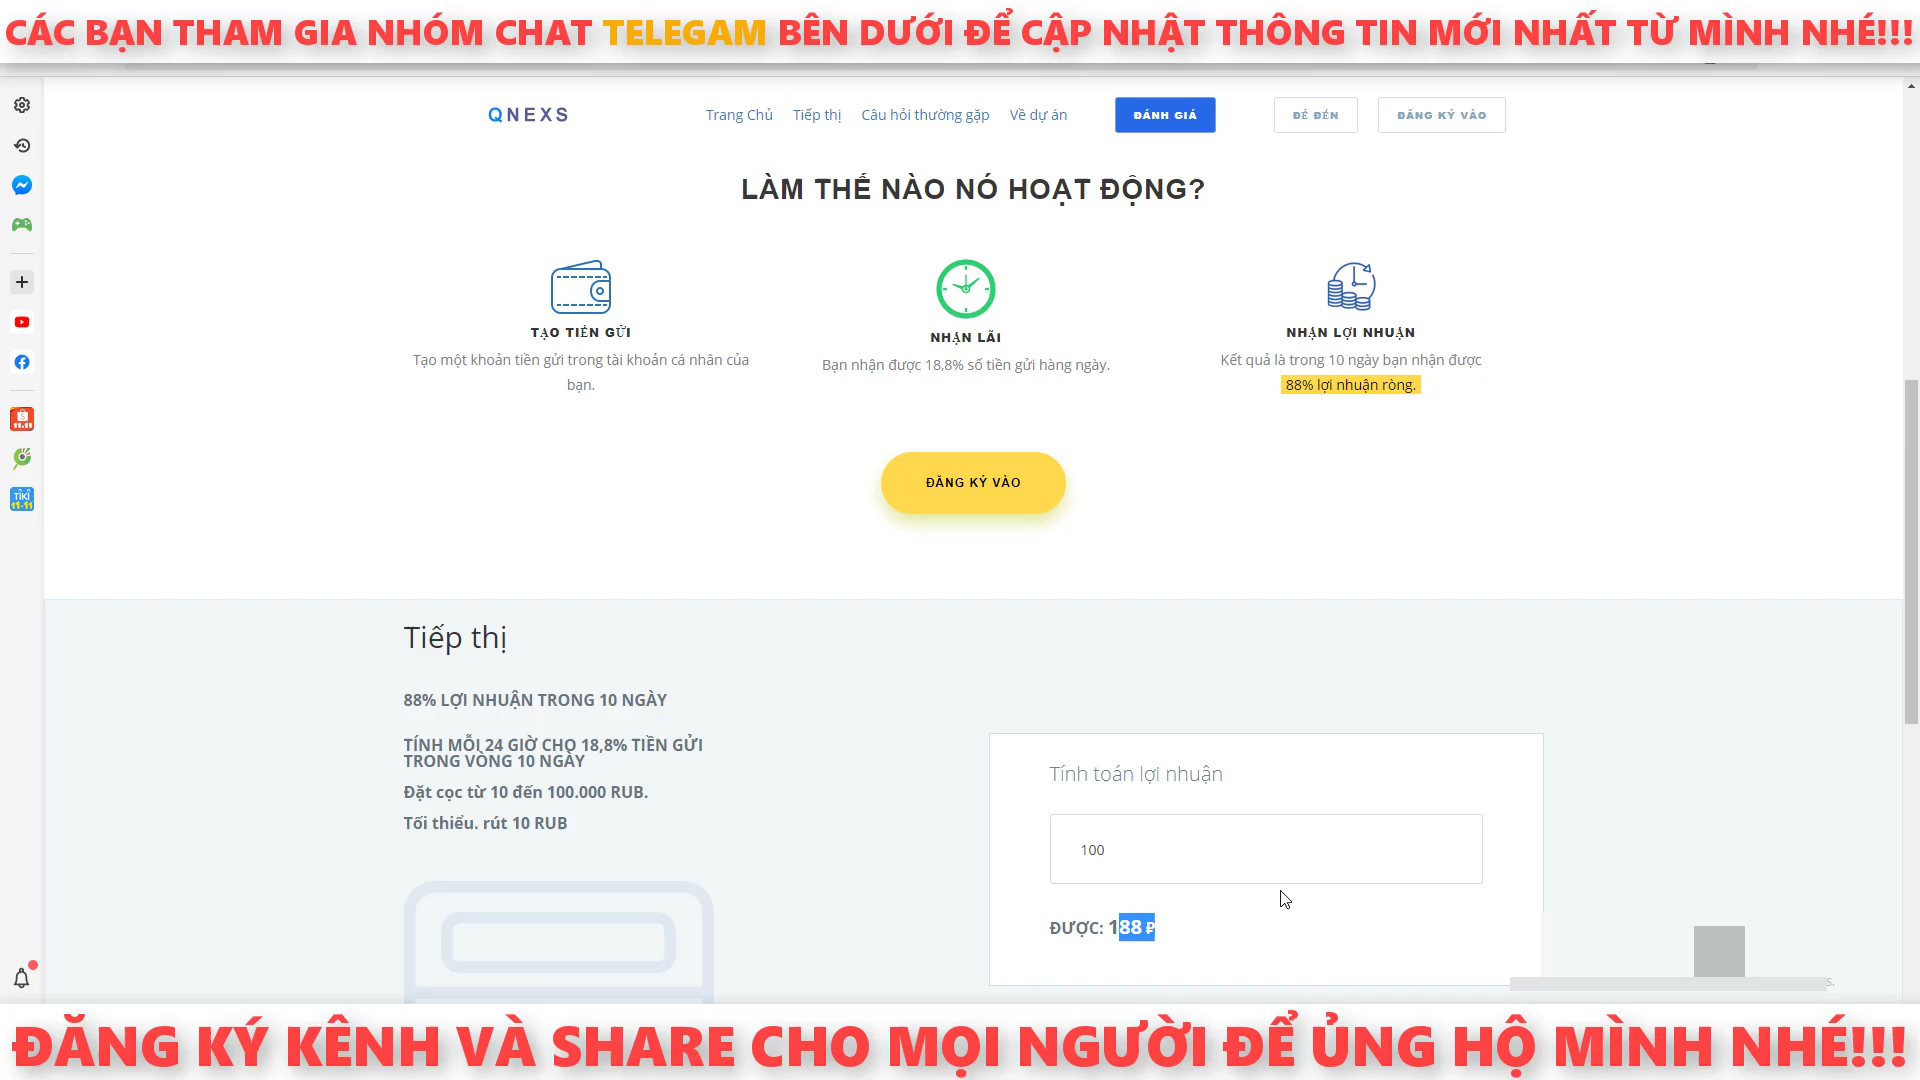 CÁC BẠN THAM GIA NHÓM CHAT TELEGAM BÊN DƯỚI ĐỂ CẬP NHẬT THÔNG TIN MỚI NHẤT TỪ MÌNH NHÉ!!!
QNEXS
Trang Chủ
Tiếp thị
Câu hỏi thường gặp
Về dự án
ĐÁNH GIÁ
ĐỂ ĐẾN
ĐĂNG KÝ VÀO
LÀM THẾ NÀO NÓ HOẠT ĐỘNG?
TẠO TIỀN GỬI
Tạo một khoản tiền gửi trong tài khoản cá nhân của
bạn.
NHẬN LÃI
Bạn nhận được 18,8% số tiền gửi hàng ngày.
NHẬN LỢI NHUẬN
Kết quả là trong 10 ngày bạn nhận được
88% lợi nhuận ròng.
ĐĂNG KÝ VÀO
11.11
TIKI
11.11
Tiếp thị
88% LỢI NHUẬN TRONG 10 NGÀY
TÍNH MỖI 24 GIỜ CHO 18,8% TIỀN GỬI
TRONG VÒNG 10 NGÀY
Đặt cọc từ 10 đến 100.000 RUB.
Tối thiểu. rút 10 RUB
Tính toán lợi nhuận
100
ĐƯỢC: 188 ₽
s.
ĐĂNG KÝ KÊNH VÀ SHARE CHO MỌI NGƯỜI ĐỂ ỦNG HỘ MÌNH NHÉ!!!